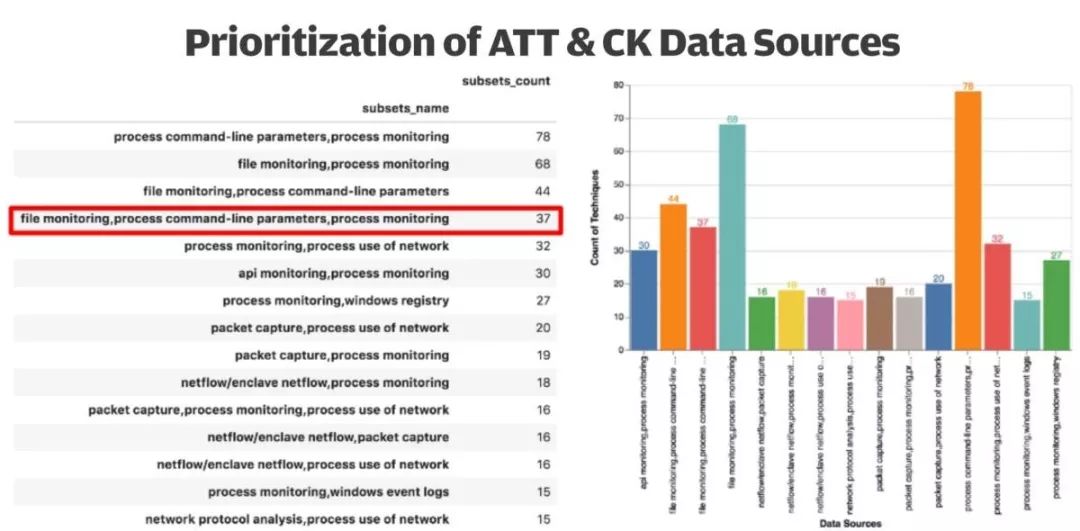 Prioritization of ATT & CK Data Sources
subsets_count
subsets_name
process command-line parameters,process monitoring 78
file monitoring,process monitoring 68
file monitoring,process command-line parameters 44
file monitoring,process command-line parameters,process monitoring 37
process monitoring,process use of network 32
api monitoring,process monitoring 30
process monitoring,windows registry 27
packet capture,process use of network 20
packet capture,process monitoring 19
netflow/enclave netflow,process monitoring 18
packet capture,process monitoring,process use of network 16
netflow/enclave netflow,packet capture 16
netflow/enclave netflow,process use of network 16
process monitoring,windows event logs 15
network protocol analysis,process use of network 15
Count of Techniques
80
70
60
50
40
30
20
10
0
30
44
37
68
16
18
16
15
19
16
20
78
32
15
27
api monitoring,process monitoring
file monitoring,process command-line ...
file monitoring,process command-line ...
file monitoring,process monitoring
netflow/enclave netflow,packet capture
netflow/enclave netflow,process monit...
netflow/enclave netflow,process use o...
network protocol analysis,process use...
packet capture,process monitoring
packet capture,process monitoring,pr...
packet capture,process use of network
process command-line parameters,pr...
process monitoring,process use of net...
process monitoring,windows event logs
process monitoring,windows registry
Data Sources